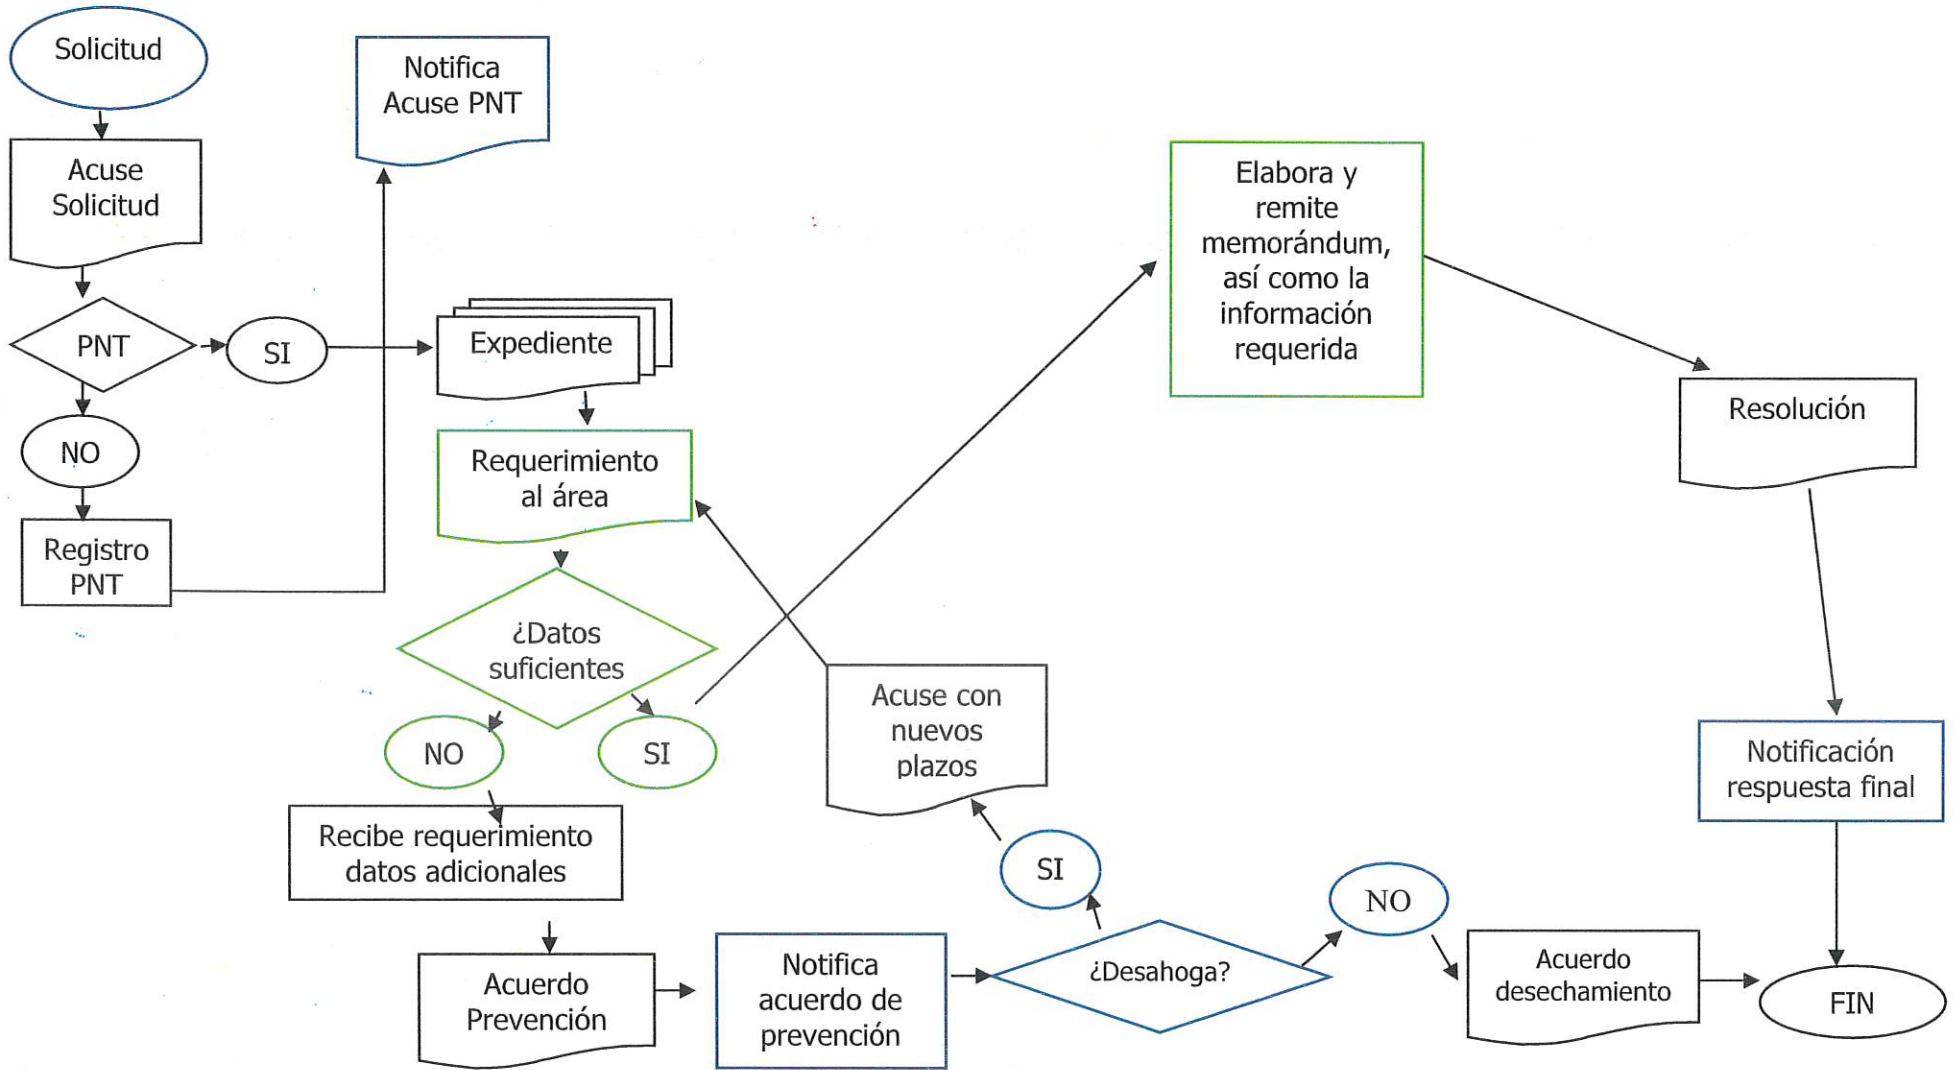 Solicitud
Notifica
Acuse PNT
Acuse
Solicitud
PNT
SI
NO
Registro
PNT
Expediente
Requerimiento
al área
¿Datos
suficientes
NO
SI
Recibe requerimiento
datos adicionales
Acuerdo
Prevención
Notifica
acuerdo de
prevención
¿Desahoga?
SI
Acuse con
nuevos
plazos
NO
Acuerdo
desechamiento
Elabora y
remite
memorándum,
así como la
información
requerida
Resolución
Notificación
respuesta final
FIN